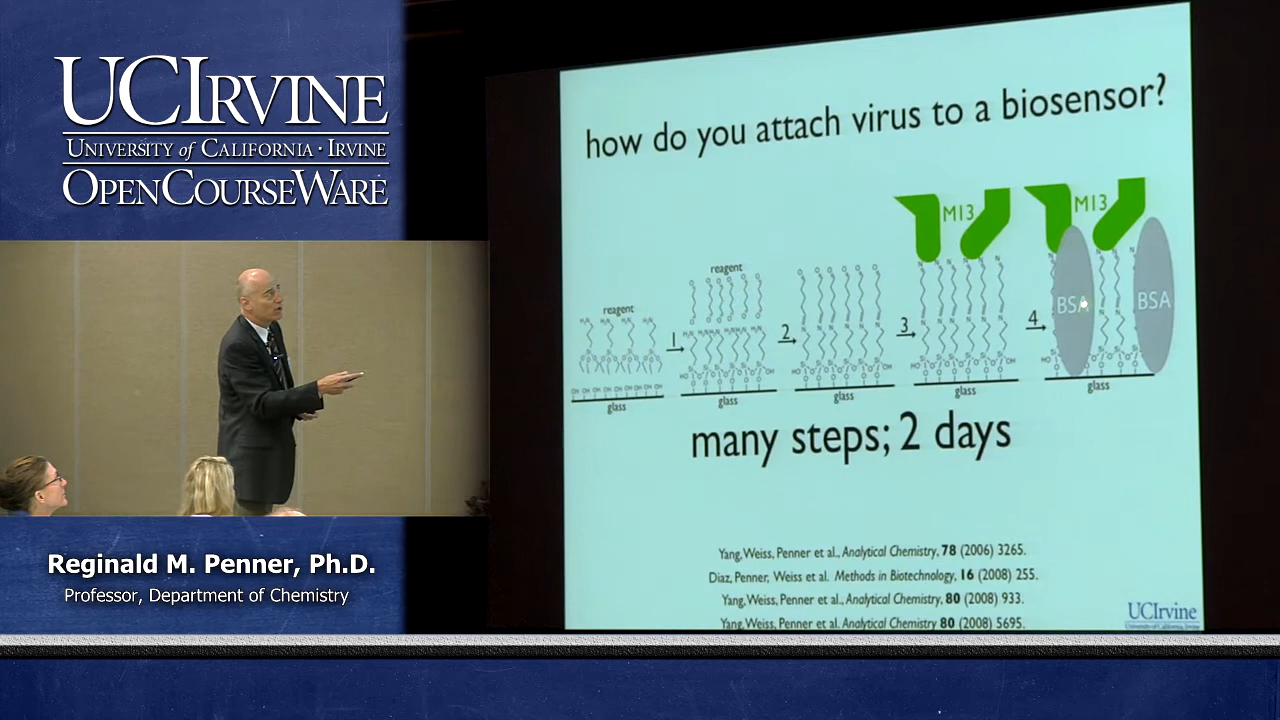 UCIRVINE
UNIVERSITY of CALIFORNIA · IRVINE
OPENCOURSEWARE
how do you attach virus to a biosensor?
reagent
glass
1
reagent
glass
2
glass
3
M13
glass
4
M13
BSA
BSA
glass
many steps; 2 days
Yang, Weiss, Penner et al., Analytical Chemistry, 78 (2006) 3265.
Diaz, Penner, Weiss et al. Methods in Biotechnology, 16 (2008) 255.
Yang, Weiss, Penner et al., Analytical Chemistry, 80 (2008) 933.
Yang, Weiss, Penner et al. Analytical Chemistry 80 (2008) 5695.
UCIrvine
University of California, Irvine
Reginald M. Penner, Ph.D.
Professor, Department of Chemistry